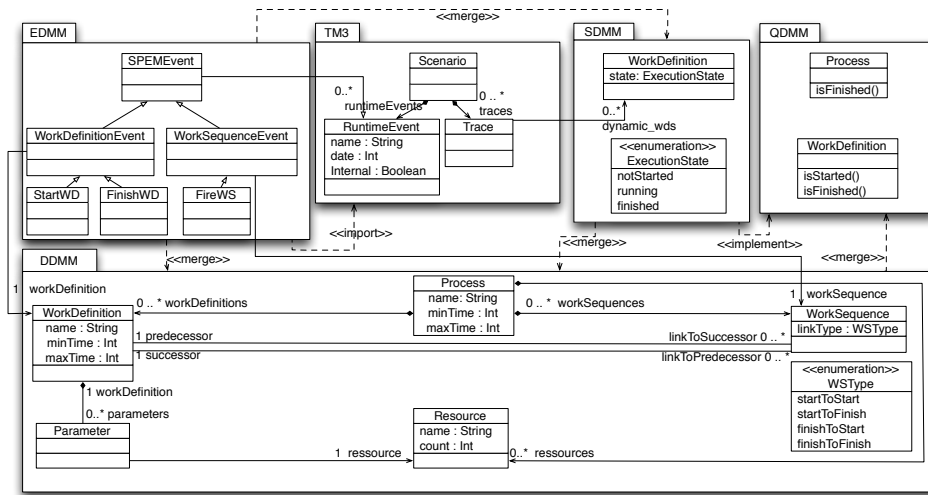 <<merge>>
EDMM
SPEMEvent
WorkDefinitionEvent
WorkSequenceEvent
StartWD
FinishWD
FireWS
TM3
Scenario
0..*
runtimeEvents
0 .. *
traces
RuntimeEvent
name : String
date : Int
Internal : Boolean
Trace
SDMM
WorkDefinition
state: ExecutionState
0..*
dynamic_wds
<<enumeration>>
ExecutionState
notStarted
running
finished
QDMM
Process
isFinished()
WorkDefinition
isStarted()
isFinished()
<<import>>
<<merge>>
<<merge>>
<<implement>>
DDMM
1 workDefinition
WorkDefinition
name : String
minTime : Int
maxTime : Int
0 .. * workDefinitions
Process
name: String
minTime : Int
maxTime : Int
0 .. * workSequences
1 workSequence
WorkSequence
linkType : WSType
1 predecessor
linkToSuccessor 0 .. *
1 successor
linkToPredecessor 0 .. *
<<enumeration>>
WSType
startToStart
startToFinish
finishToStart
finishToFinish
1 workDefinition
0..* parameters
Parameter
1 ressource
Resource
name : String
count : Int
0..* ressources